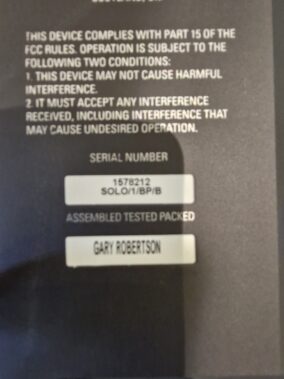 THIS DEVICE COMPLIES WITH PART 15 OF THE
FCC RULES. OPERATION IS SUBJECT TO THE
FOLLOWING TWO CONDITIONS:
1. THIS DEVICE MAY NOT CAUSE HARMFUL
INTERFERENCE.
2. IT MUST ACCEPT ANY INTERFERENCE
RECEIVED, INCLUDING INTERFERENCE THAT
MAY CAUSE UNDESIRED OPERATION.
SERIAL NUMBER
1578212
SOLO/1/BP/B
ASSEMBLED TESTED PACKED
GARY ROBERTSON